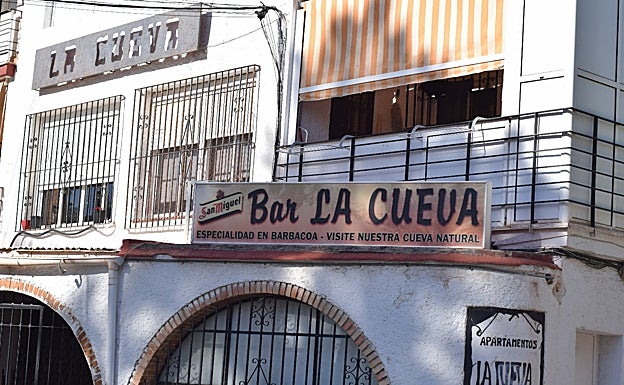 LA CUEVA
San Miguel
Bar LA CUEVA
ESPECIALIDAD EN BARBACOA - VISITE NUESTRA CUEVA NATURAL
APARTAMENTOS
LA CUEVA